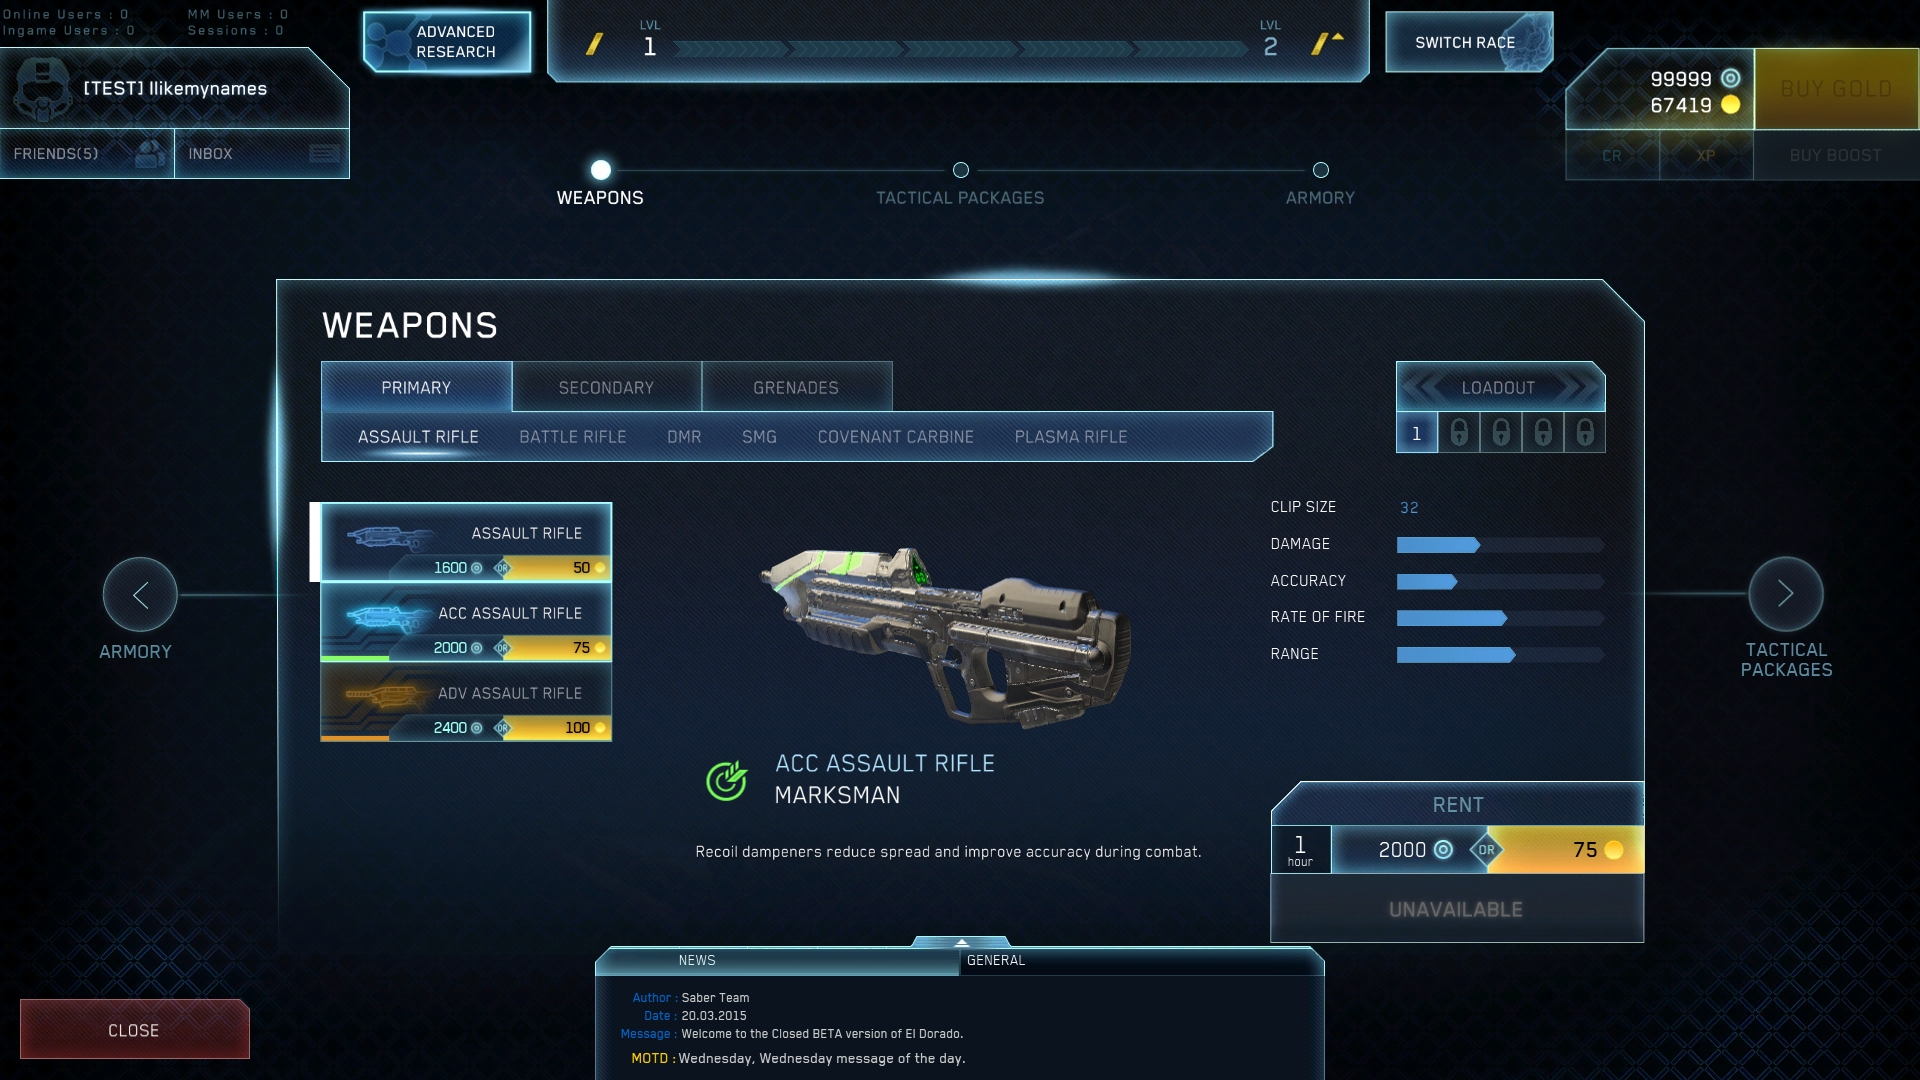 Online Users : 0
MM Users : 0
Ingame Users : 0
Sessions : 0
[TEST] Ilikemynames
FRIENDS(5)
INBOX
ADVANCED
RESEARCH
LVL
1
LVL
2
SWITCH RACE
99999
67419
BUY GOLD
CR
XP
BUY BOOST
WEAPONS
TACTICAL PACKAGES
ARMORY
WEAPONS
PRIMARY
SECONDARY
GRENADES
LOADOUT
ASSAULT RIFLE
BATTLE RIFLE
DMR
SMG
COVENANT CARBINE
PLASMA RIFLE
1
ASSAULT RIFLE
1600 OR 50
ACC ASSAULT RIFLE
2000 OR 75
ADV ASSAULT RIFLE
2400 OR 100
CLIP SIZE 32
DAMAGE
ACCURACY
RATE OF FIRE
RANGE
ARMORY
TACTICAL
PACKAGES
ACC ASSAULT RIFLE
MARKSMAN
Recoil dampeners reduce spread and improve accuracy during combat.
RENT
1
hour
2000 OR 75
UNAVAILABLE
NEWS
GENERAL
Author : Saber Team
Date : 20.03.2015
Message : Welcome to the Closed BETA version of El Dorado.
MOTD : Wednesday, Wednesday message of the day.
CLOSE